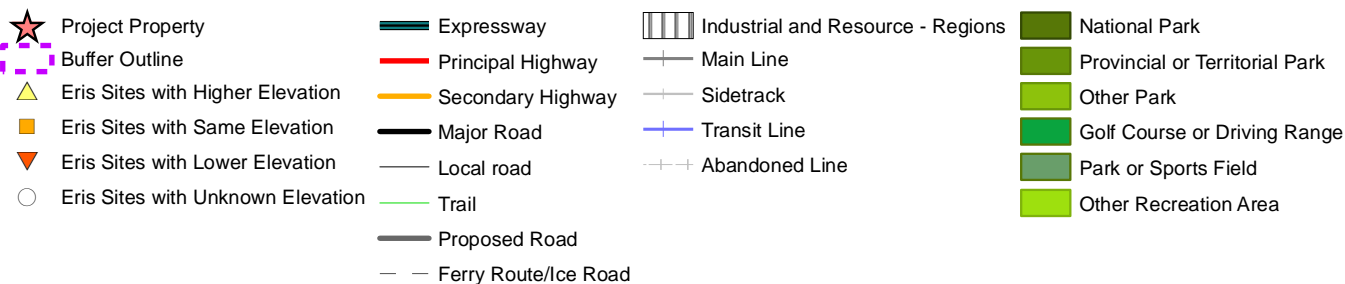 Project Property
Buffer Outline
Eris Sites with Higher Elevation
Eris Sites with Same Elevation
Eris Sites with Lower Elevation
Eris Sites with Unknown Elevation
Expressway
Principal Highway
Secondary Highway
Major Road
Local road
Trail
Proposed Road
Ferry Route/Ice Road
Industrial and Resource - Regions
Main Line
Sidetrack
Transit Line
Abandoned Line
National Park
Provincial or Territorial Park
Other Park
Golf Course or Driving Range
Park or Sports Field
Other Recreation Area